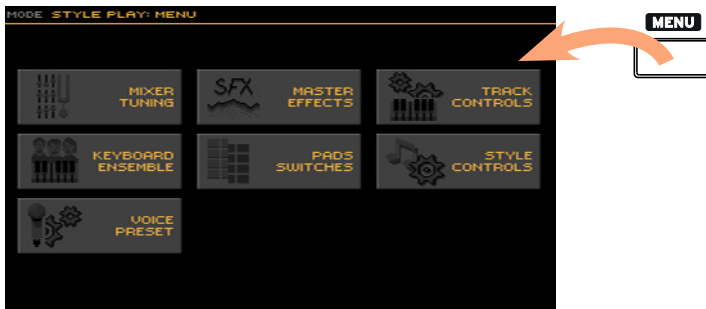 MODE STYLE PLAY: MENU
MENU
MIXER
TUNING
SFX
MASTER
EFFECTS
TRACK
CONTROLS
KEYBOARD
ENSEMBLE
PADS
SWITCHES
STYLE
CONTROLS
VOICE
PRESET